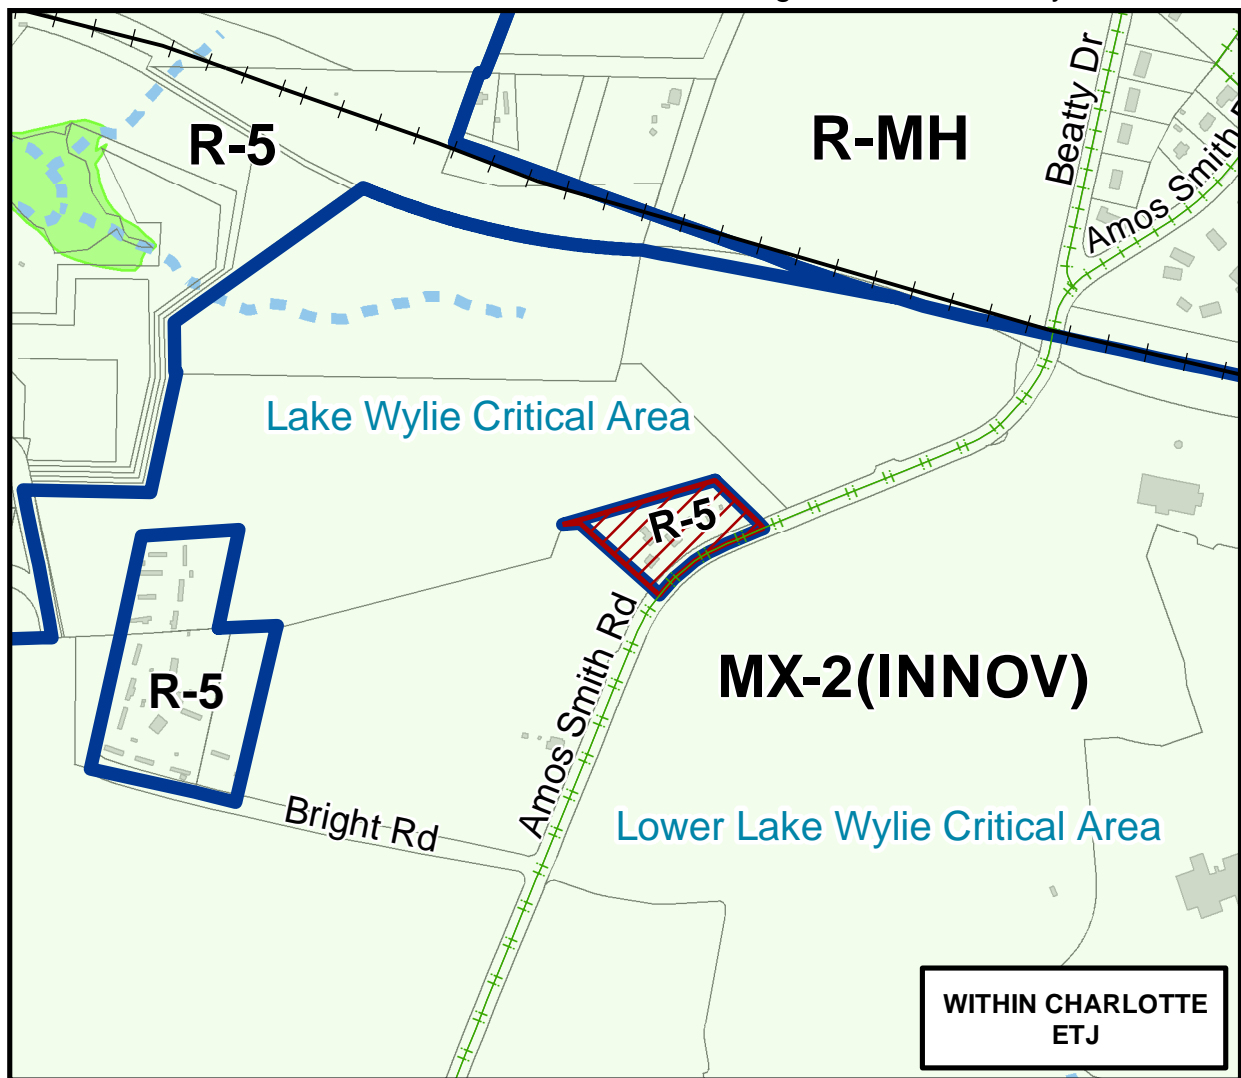 Beatty Dr
R-5
R-MH
Amos Smith
Lake Wylie Critical Area
R-5
Amos Smith Rd
R-5
MX-2(INNOV)
Bright Rd
Lower Lake Wylie Critical Area
WITHIN CHARLOTTE
ETJ